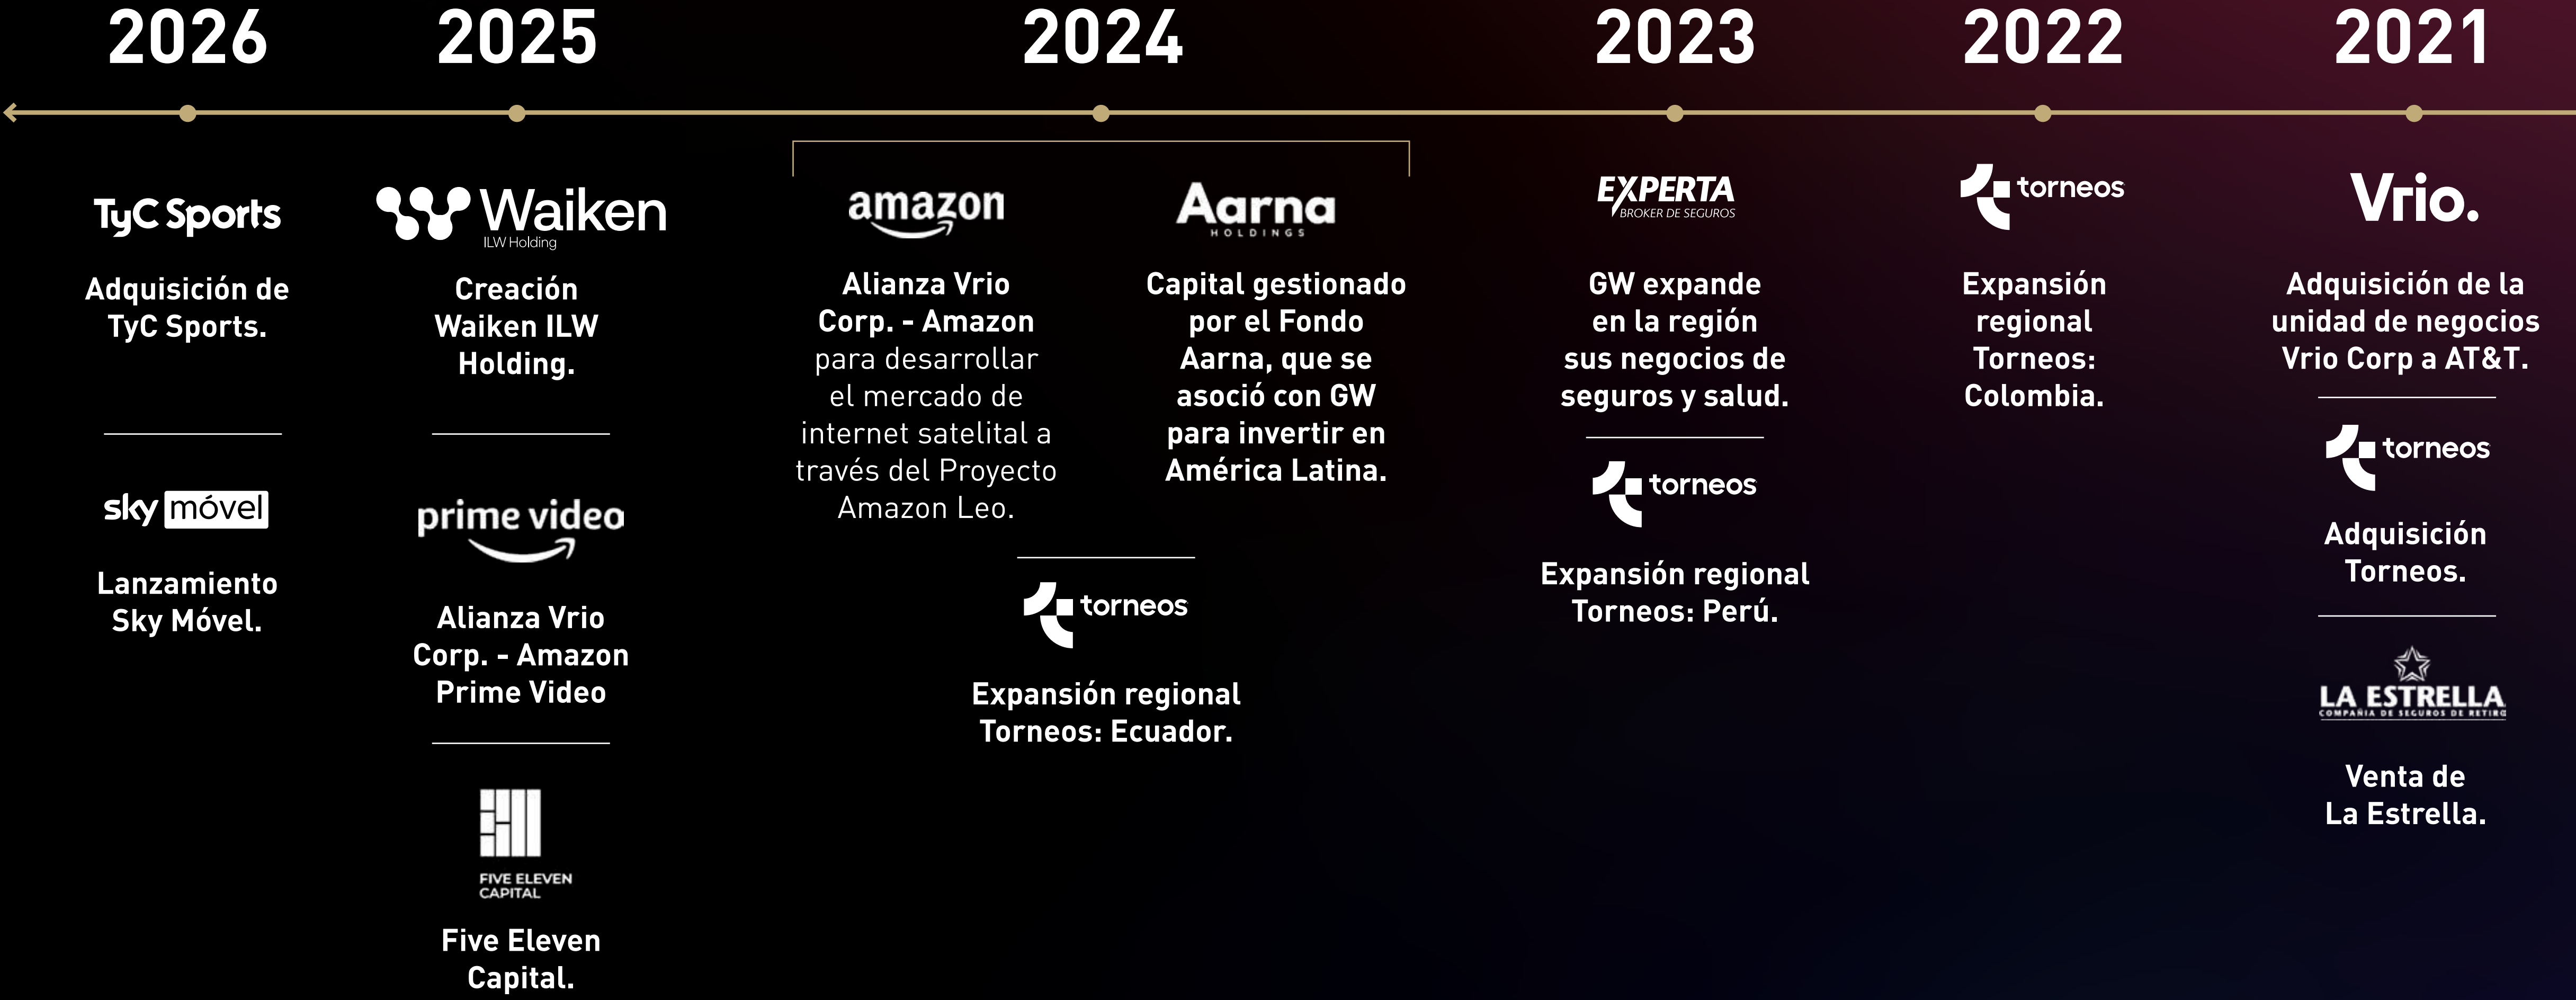 2026
2025
2024
2023
2022
2021
TyC Sports
Adquisición de
TyC Sports.
sky móvel
Lanzamiento
Sky Móvel.
Waiken
ILW Holding
Creación
Waiken ILW
Holding.
prime video
Alianza Vrio
Corp. - Amazon
Prime Video
FIVE ELEVEN
CAPITAL
Five Eleven
Capital.
amazon
Alianza Vrio
Corp. - Amazon
para desarrollar
el mercado de
internet satelital a
través del Proyecto
Amazon Leo.
Aarna
HOLDINGS
Capital gestionado
por el Fondo
Aarna, que se
asoció con GW
para invertir en
América Latina.
torneos
Expansión regional
Torneos: Ecuador.
EXPERTA
BROKER DE SEGUROS
GW expande
en la región
sus negocios de
seguros y salud.
torneos
Expansión regional
Torneos: Perú.
torneos
Expansión
regional
Torneos:
Colombia.
Vrio.
Adquisición de la
unidad de negocios
Vrio Corp a AT&T.
torneos
Adquisición
Torneos.
LA ESTRELLA
COMPAÑIA DE SEGUROS DE RETIRO
Venta de
La Estrella.